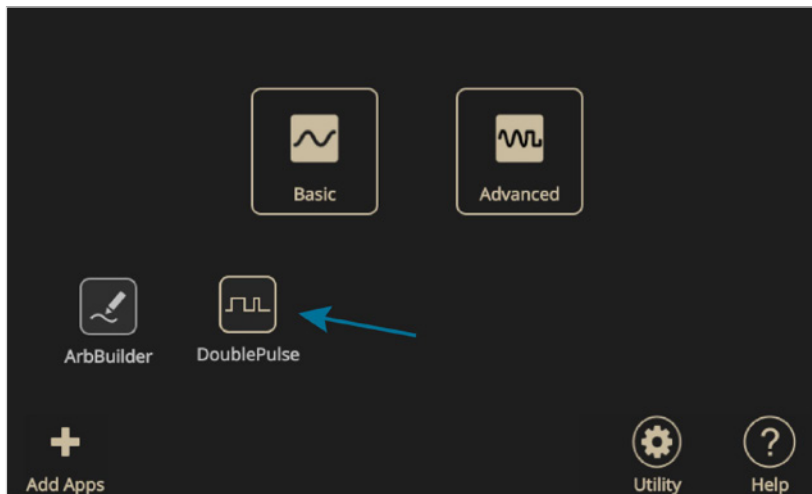 Basic
Advanced
ArbBuilder
DoublePulse
Add Apps
Utility
Help